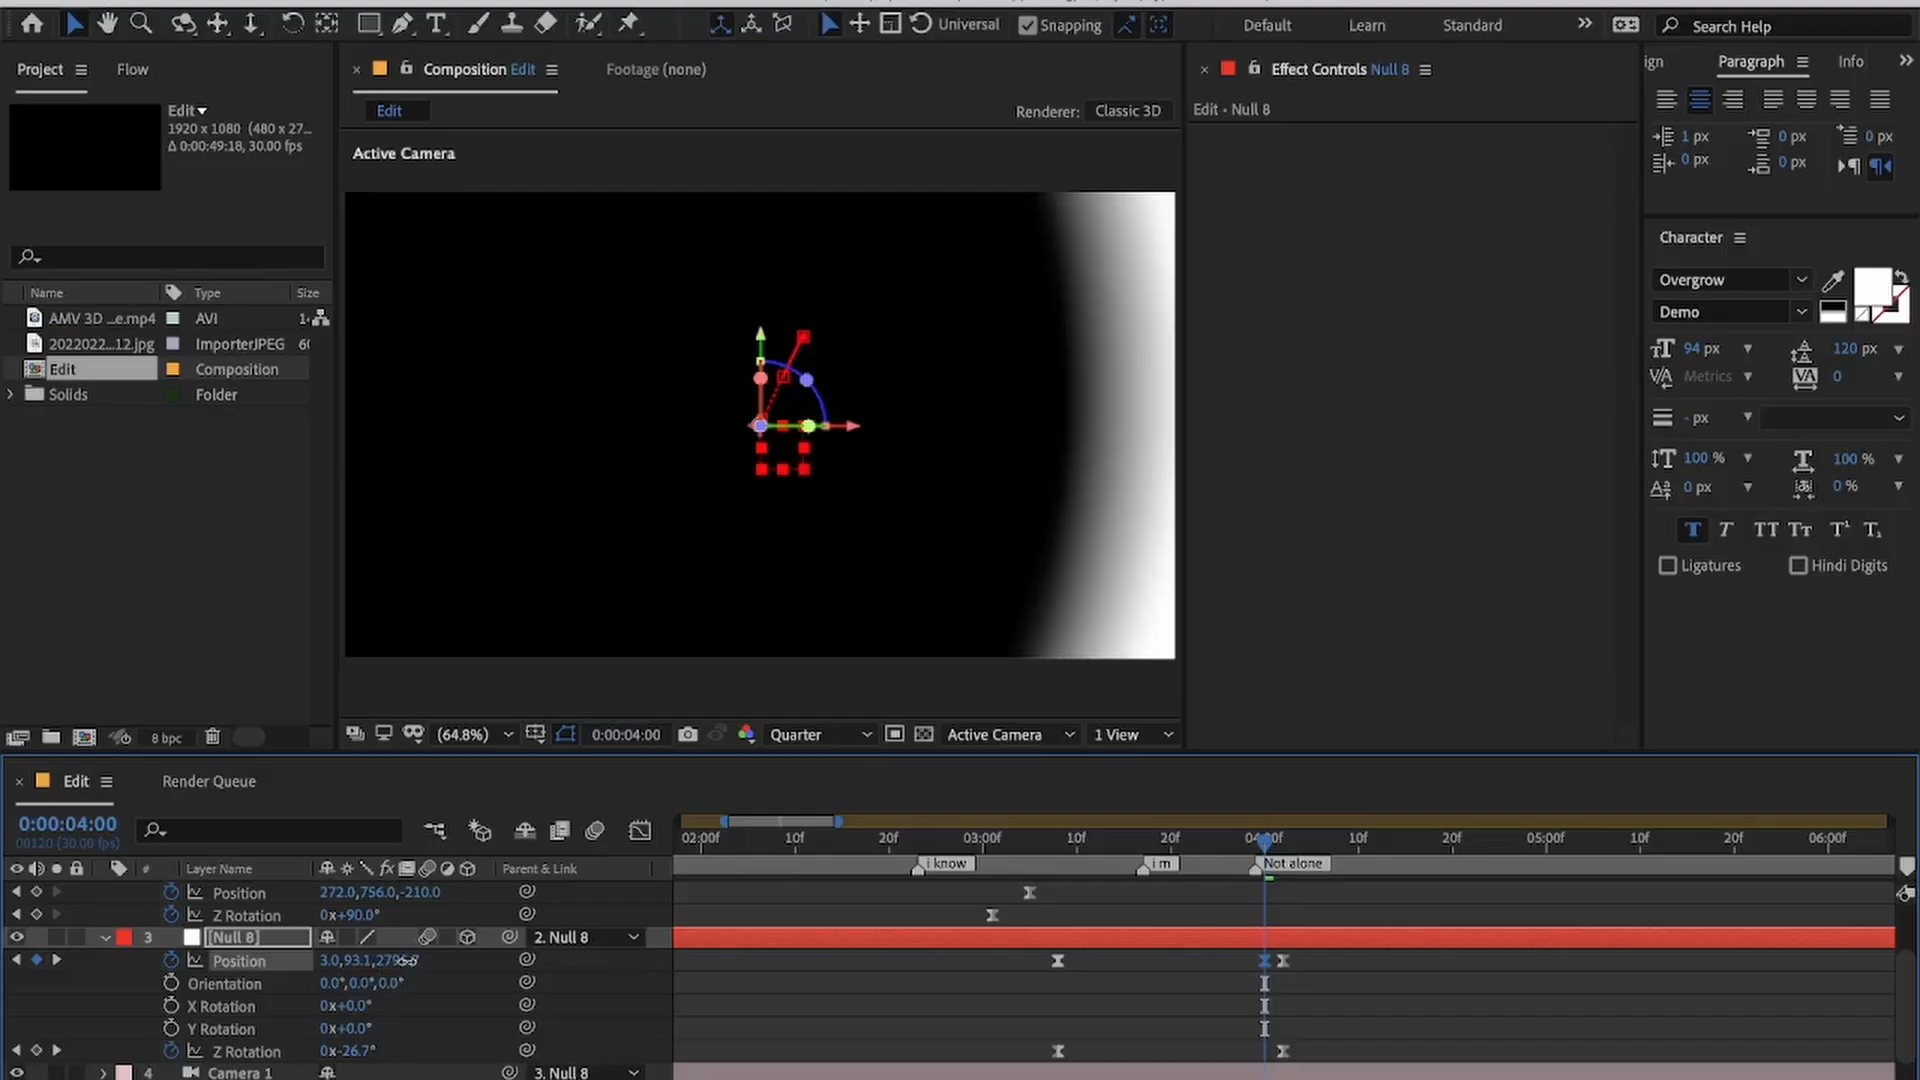 Universal Snapping Default Learn Standard Search Help
Project Flow
Edit
1920 x 1080 (480 x 27...
Δ 0:00:49:18, 30.00 fps
Name Type Size
AMV 3D ...e.mp4 AVI 1
2022022...12.jpg ImporterJPEG 6
Edit Composition
Solids Folder
8 bpc
Composition Edit Footage (none)
Edit Renderer: Classic 3D
Active Camera
(64.8%) 0:00:04:00 Quarter Active Camera 1 View
Effect Controls Null 8
Edit • Null 8
ign Paragraph Info
1 px 0 px 0 px
0 px 0 px
Character
Overgrow
Demo
94 px 120 px
Metrics 0
- px
100 % 100 %
0 px 0 %
T T TT Tт T¹ T₁
Ligatures Hindi Digits
Edit Render Queue
0:00:04:00
00120 (30.00 fps)
02:00f 10f 20f 03:00f 10f 20f 04:00f 10f 20f 05:00f 10f 20f 06:00f
# Layer Name Parent & Link
i know i m Not alone
Position 272.0,756.0,-210.0
Z Rotation 0x+90.0°
3 [Null 8] 2. Null 8
Position 3.0,93.1,
Orientation 0.0°,0.0°,0.0°
X Rotation 0x+0.0°
Y Rotation 0x+0.0°
Z Rotation 0x-26.7°
4 Camera 1 3. Null 8